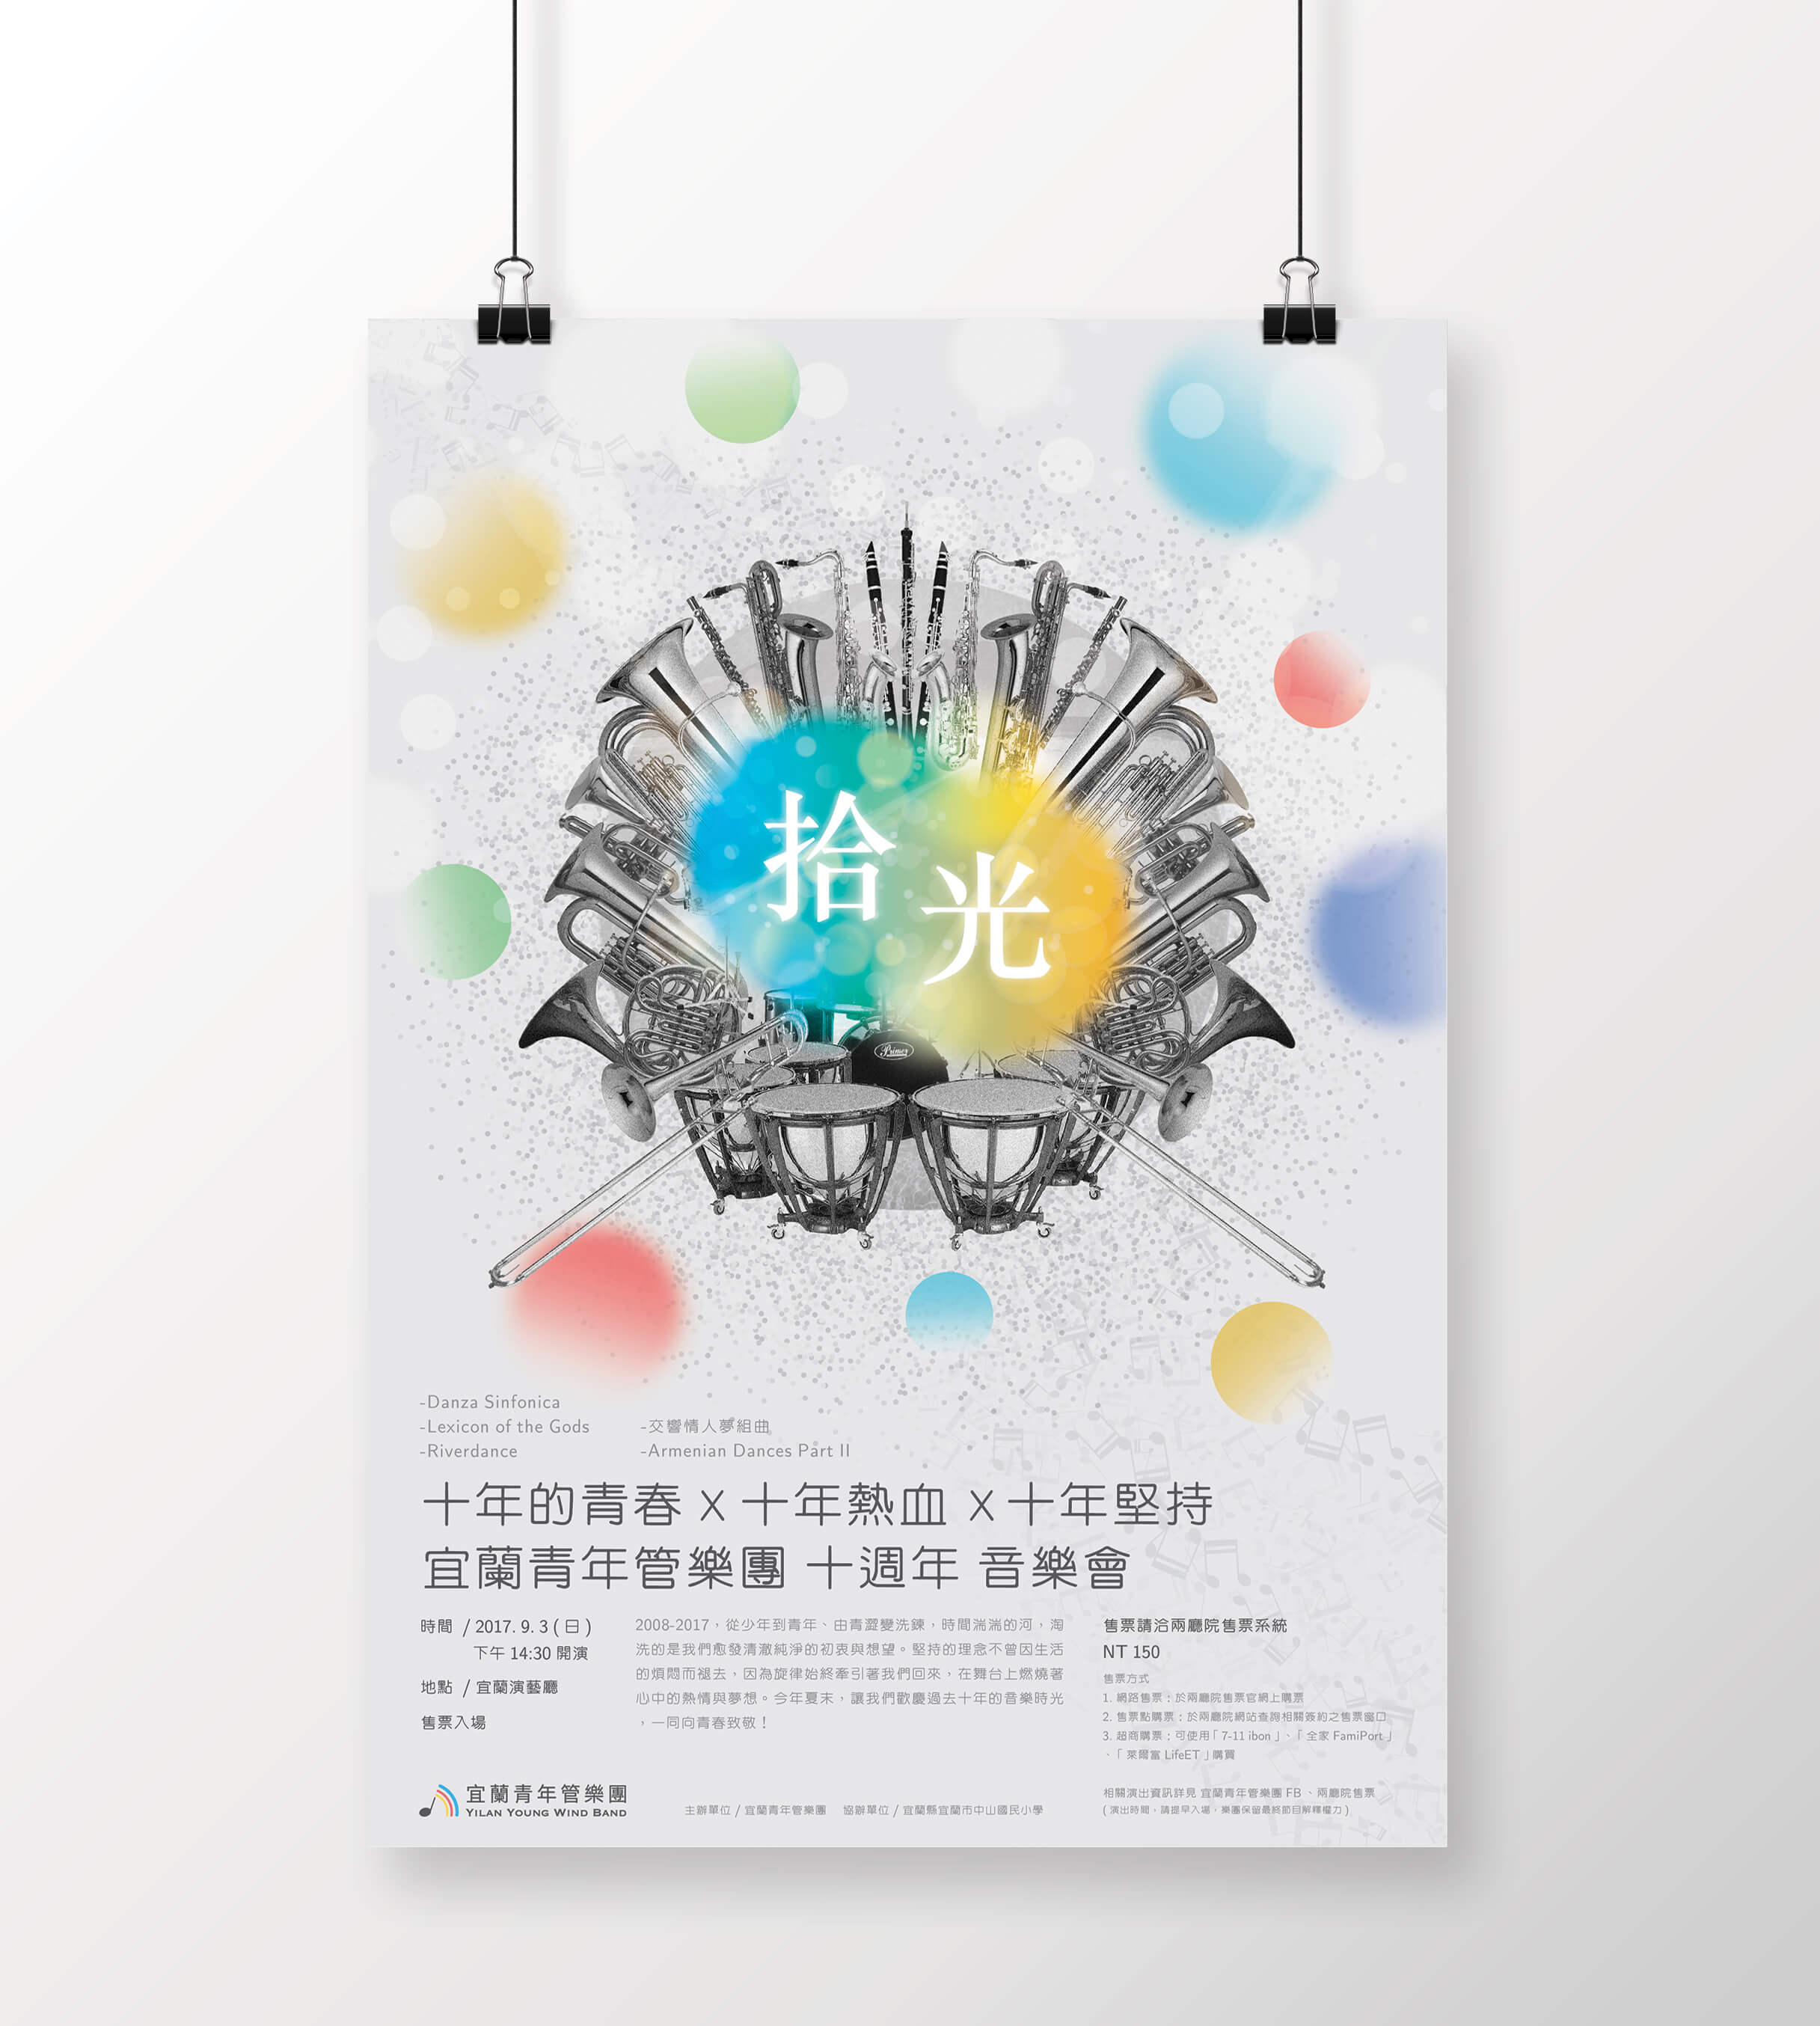 拾光
Primer
-Danza Sinfonica
-Lexicon of the Gods
-Riverdance
-交響情人夢組曲
-Armenian Dances Part II
十年的青春 x 十年熱血 x 十年堅持
宜蘭青年管樂團 十週年 音樂會
時間 / 2017. 9. 3 ( 日 )
下午 14:30 開演
地點 / 宜蘭演藝廳
售票入場
2008-2017，從少年到青年、由青澀變洗鍊，時間湍湍的河，淘
洗的是我們愈發清澈純淨的初衷與想望。堅持的理念不曾因生活
的煩悶而褪去，因為旋律始終牽引著我們回來，在舞台上燃燒著
心中的熱情與夢想。今年夏末，讓我們歡慶過去十年的音樂時光
，一同向青春致敬！
售票請洽兩廳院售票系統
NT 150
售票方式
1. 網路售票：於兩廳院售票官網上購票
2. 售票點購票：於兩廳院網站查詢相關簽約之售票窗口
3. 超商購票：可使用「 7-11 ibon 」、「 全家 FamiPort 」
、「 萊爾富 LifeET 」購買
相關演出資訊詳見 宜蘭青年管樂團 FB 、兩廳院售票
( 演出時間，請提早入場，樂團保留最終節目解釋權力 )
宜蘭青年管樂團
YILAN YOUNG WIND BAND
主辦單位 / 宜蘭青年管樂團 協辦單位 / 宜蘭縣宜蘭市中山國民小學